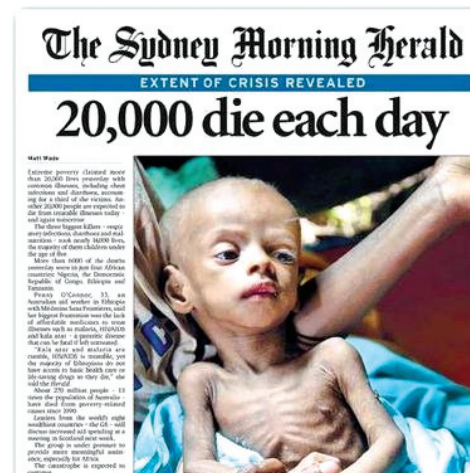 The Sydney Morning Herald
EXTENT OF CRISIS REVEALED
20,000 die each day
Matt Wade
Extreme poverty claimed more
than 20,000 lives yesterday with
common illnesses, including chest
infections and diarrhoea, account-
ing for a third of the victims. An-
other 20,000 people are expected to
die from treatable illnesses today –
and again tomorrow.
The three biggest killers – respir-
atory infections, diarrhoea and mal-
nutrition – took nearly 14,000 lives,
the majority of them children under
the age of five.
More than 6000 of the deaths
yesterday were in just four African
countries: Nigeria, the Democratic
Republic of Congo, Ethiopia and
Tanzania.
Penny O'Connor, 33, an
Australian aid worker in Ethiopia
with Medecins Sans Frontieres, said
her biggest frustration was the lack
of affordable medicines to treat
illnesses such as malaria, HIV/AIDS
and kala azar – a parasitic disease
that can be fatal if left untreated.
"Kala azar and malaria are
curable, HIV/AIDS is treatable, yet
the majority of Ethiopians do not
have access to basic health care or
life-saving drugs so they die," she
told the Herald.
About 270 million people – 13
times the population of Australia –
have died from poverty-related
causes since 1990.
Leaders from the world's eight
wealthiest countries – the G8 – will
discuss increased aid spending at a
meeting in Scotland next week.
The group is under pressure to
provide more meaningful assist-
ance, especially for Africa.
The catastrophe is expected to